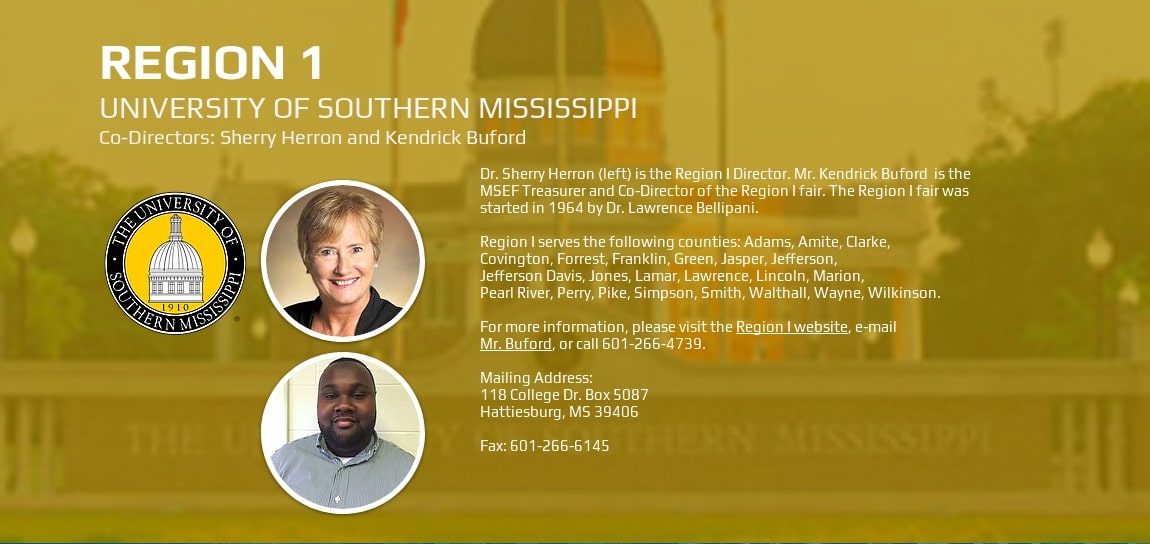 REGION 1
UNIVERSITY OF SOUTHERN MISSISSIPPI
Co-Directors: Sherry Herron and Kendrick Buford
Dr. Sherry Herron (left) is the Region I Director. Mr. Kendrick Buford is the
MSEF Treasurer and Co-Director of the Region I fair. The Region I fair was
started in 1964 by Dr. Lawrence Bellipani.
Region I serves the following counties: Adams, Amite, Clarke,
Covington, Forrest, Franklin, Green, Jasper, Jefferson,
Jefferson Davis, Jones, Lamar, Lawrence, Lincoln, Marion,
Pearl River, Perry, Pike, Simpson, Smith, Walthall, Wayne, Wilkinson.
For more information, please visit the Region I website, e-mail
Mr. Buford, or call 601-266-4739.
Mailing Address:
118 College Dr. Box 5087
Hattiesburg, MS 39406
Fax: 601-266-6145
THE UNIVERSITY OF
SOUTHERN MISSISSIPPI
1910
®
THE UNIVERSITY OF SOUTHERN MISSISSIPPI